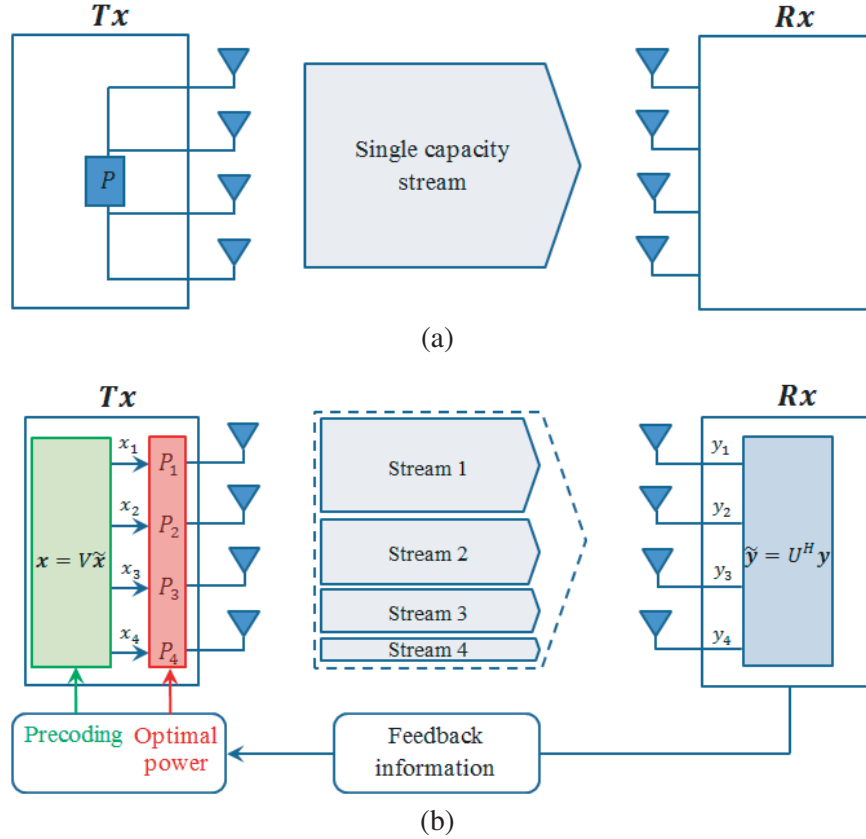 Tx
Rx
P
Single capacity
stream
(a)
Tx
Rx
x = Vx̃
x₁
x₂
x₃
x₄
P₁
P₂
P₃
P₄
Stream 1
Stream 2
Stream 3
Stream 4
y₁
y₂
y₃
y₄
ỹ = Uᴴ y
Precoding
Optimal
power
Feedback
information
(b)